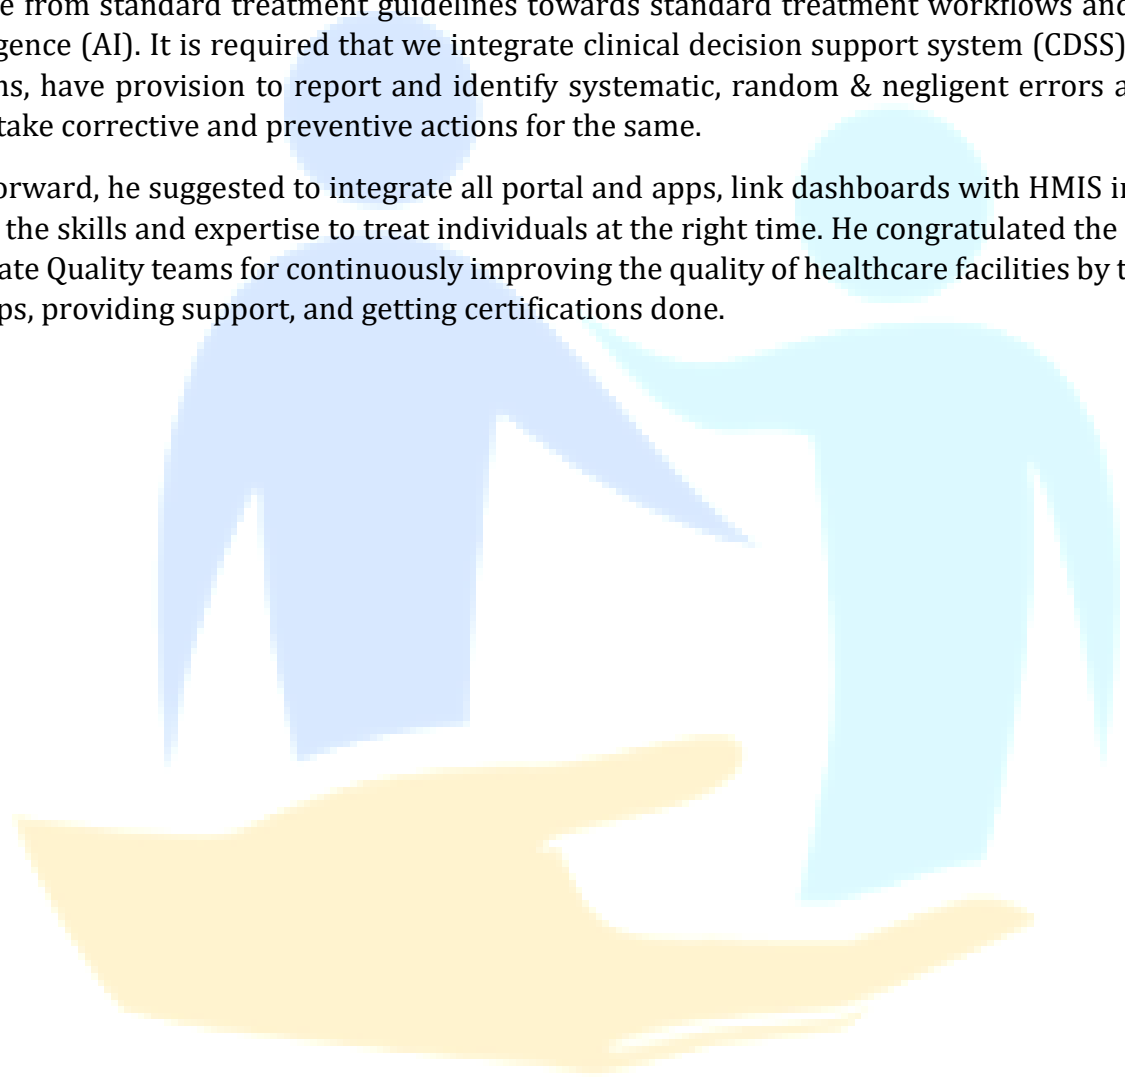 e from standard treatment guidelines towards standard treatment workflows and
gence (AI). It is required that we integrate clinical decision support system (CDSS)
ns, have provision to report and identify systematic, random & negligent errors a
take corrective and preventive actions for the same.
orward, he suggested to integrate all portal and apps, link dashboards with HMIS in
the skills and expertise to treat individuals at the right time. He congratulated the
ate Quality teams for continuously improving the quality of healthcare facilities by t
ps, providing support, and getting certifications done.